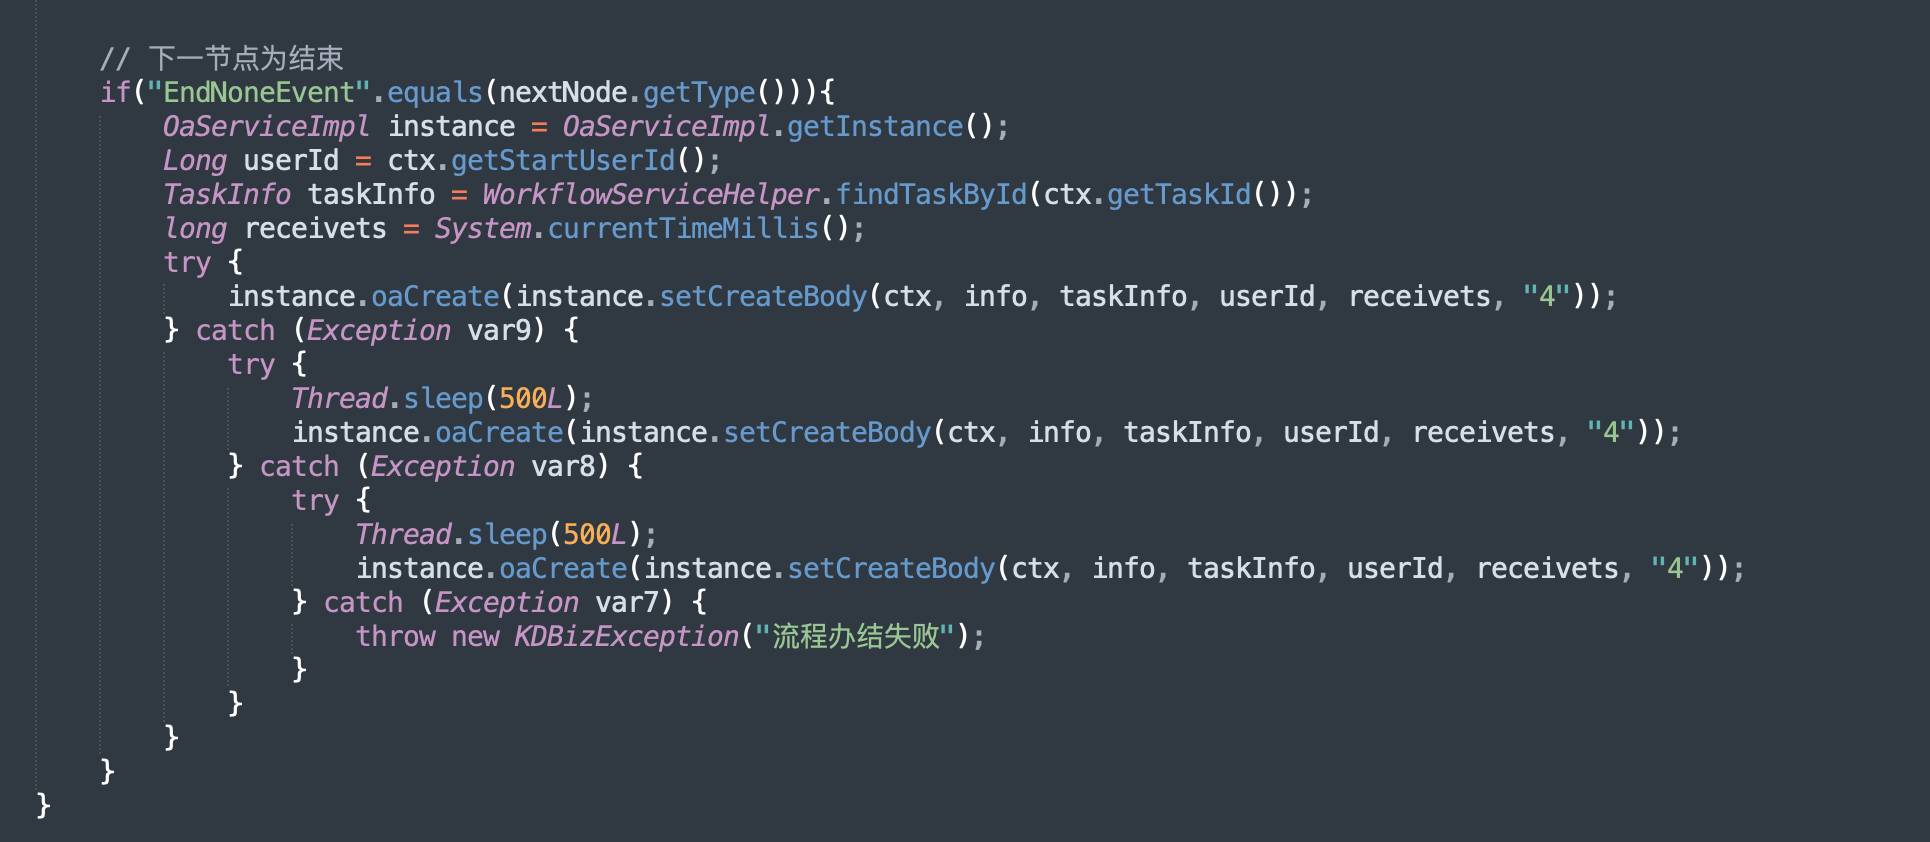 // 下一节点为结束
if("EndNoneEvent".equals(nextNode.getType())){
OaServiceImpl instance = OaServiceImpl.getInstance();
Long userId = ctx.getStartUserId();
TaskInfo taskInfo = WorkflowServiceHelper.findTaskById(ctx.getTaskId());
long receivets = System.currentTimeMillis();
try {
instance.oaCreate(instance.setCreateBody(ctx, info, taskInfo, userId, receivets, "4"));
} catch (Exception var9) {
try {
Thread.sleep(500L);
instance.oaCreate(instance.setCreateBody(ctx, info, taskInfo, userId, receivets, "4"));
} catch (Exception var8) {
try {
Thread.sleep(500L);
instance.oaCreate(instance.setCreateBody(ctx, info, taskInfo, userId, receivets, "4"));
} catch (Exception var7) {
throw new KDBizException("流程办结失败");
}
}
}
}
}